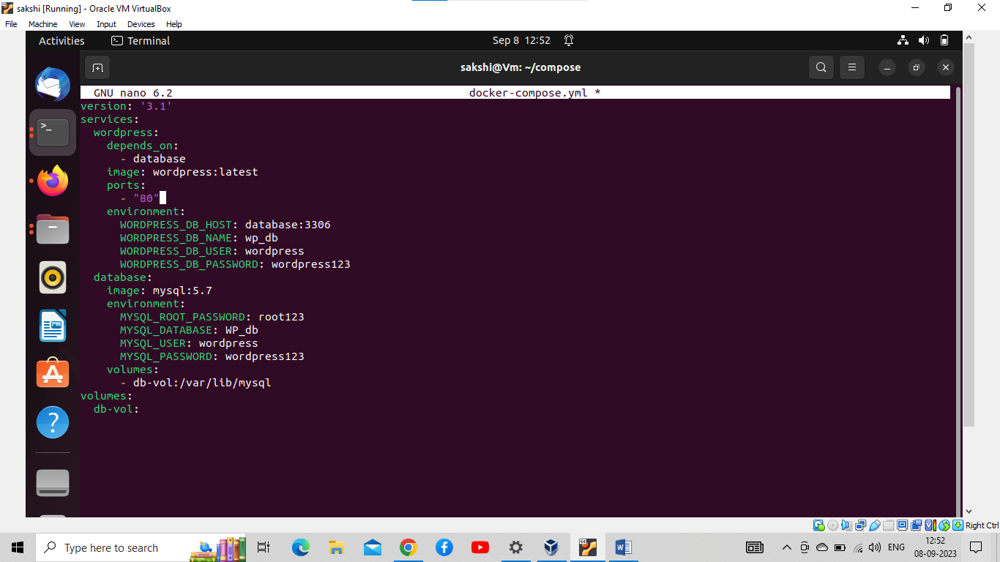 sakshi [Running] - Oracle VM VirtualBox
File Machine View Input Devices Help
Activities Terminal Sep 8 12:52
sakshi@Vm: ~/compose
GNU nano 6.2 docker-compose.yml *
version: '3.1'
services:
  wordpress:
    depends_on:
      - database
    image: wordpress:latest
    ports:
      - "80"
    environment:
      WORDPRESS_DB_HOST: database:3306
      WORDPRESS_DB_NAME: wp_db
      WORDPRESS_DB_USER: wordpress
      WORDPRESS_DB_PASSWORD: wordpress123
  database:
    image: mysql:5.7
    environment:
      MYSQL_ROOT_PASSWORD: root123
      MYSQL_DATABASE: WP_db
      MYSQL_USER: wordpress
      MYSQL_PASSWORD: wordpress123
    volumes:
      - db-vol:/var/lib/mysql
volumes:
  db-vol:
Right Ctrl
Type here to search
ENG
12:52
08-09-2023